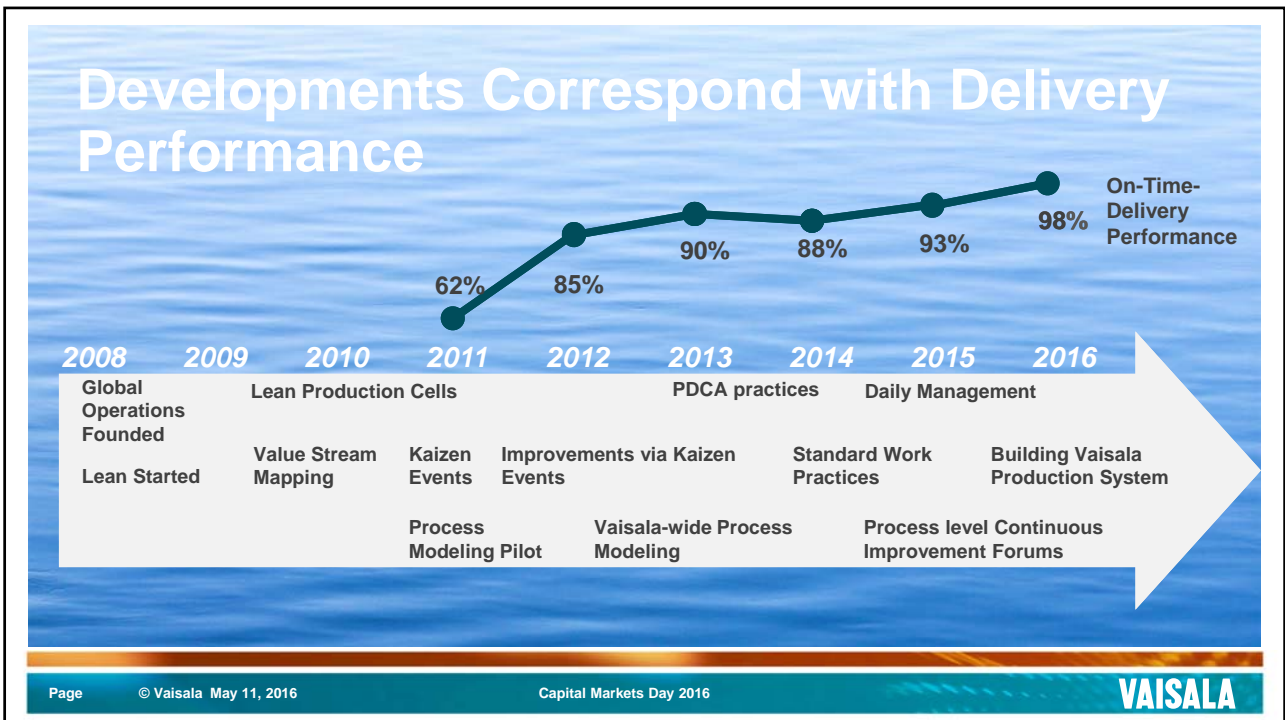 Developments Correspond with Delivery
Performance
On-Time-
Delivery
Performance
62%
85%
90%
88%
93%
98%
2008 2009 2010 2011 2012 2013 2014 2015 2016
Global
Operations
Founded
Lean Started
Lean Production Cells
PDCA practices
Daily Management
Value Stream
Mapping
Kaizen
Events
Improvements via Kaizen
Events
Standard Work
Practices
Building Vaisala
Production System
Process
Modeling Pilot
Vaisala-wide Process
Modeling
Process level Continuous
Improvement Forums
Page © Vaisala May 11, 2016 Capital Markets Day 2016 VAISALA